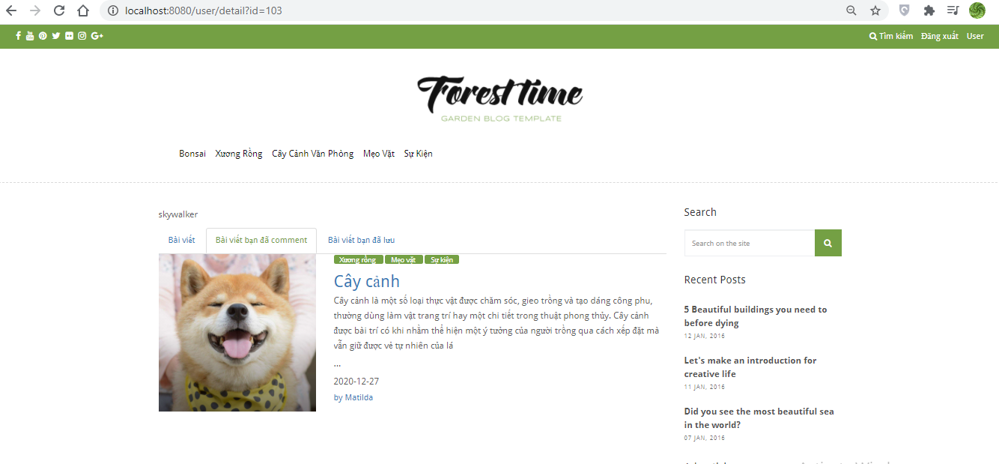 localhost:8080/user/detail?id=103
Tìm kiếm Đăng xuất User
Forest time
GARDEN BLOG TEMPLATE
Bonsai Xương Rồng Cây Cảnh Văn Phòng Mẹo Vặt Sự Kiện
skywalker
Bài viết Bài viết bạn đã comment Bài viết bạn đã lưu
Xương rồng Mẹo vặt Sự kiện
Cây cảnh
Cây cảnh là một số loại thực vật được chăm sóc, gieo trồng và tạo dáng công phu,
thường dùng làm vật trang trí hay một chi tiết trong thuật phong thủy. Cây cảnh
được bài trí có khi nhằm thể hiện một ý tưởng của người trồng qua cách xếp đặt mà
vẫn giữ được vẻ tự nhiên của lá
...
2020-12-27
by Matilda
Search
Search on the site
Recent Posts
5 Beautiful buildings you need to
before dying
12 JAN, 2016
Let's make an introduction for
creative life
11 JAN, 2016
Did you see the most beautiful sea
in the world?
07 JAN, 2016